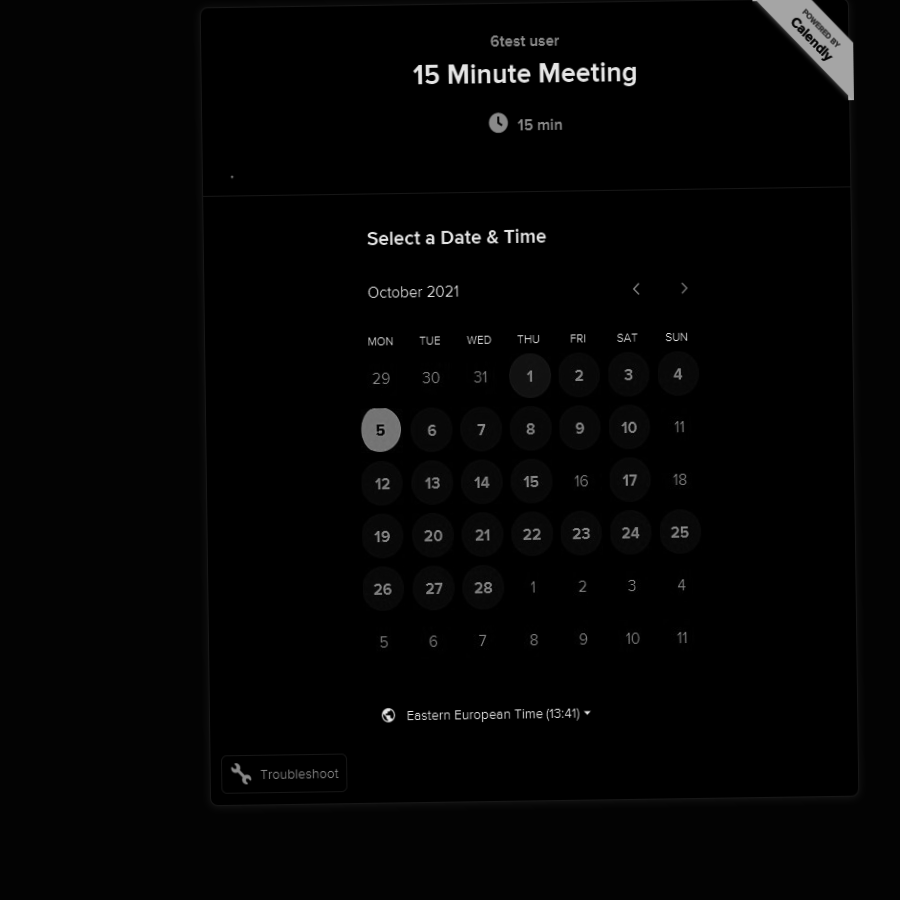 POWERED BY
Calendly
6test user
15 Minute Meeting
15 min
.
Select a Date & Time
October 2021
MON TUE WED THU FRI SAT SUN
29 30 31 1 2 3 4
5 6 7 8 9 10 11
12 13 14 15 16 17 18
19 20 21 22 23 24 25
26 27 28 1 2 3 4
5 6 7 8 9 10 11
Eastern European Time (13:41)
Troubleshoot